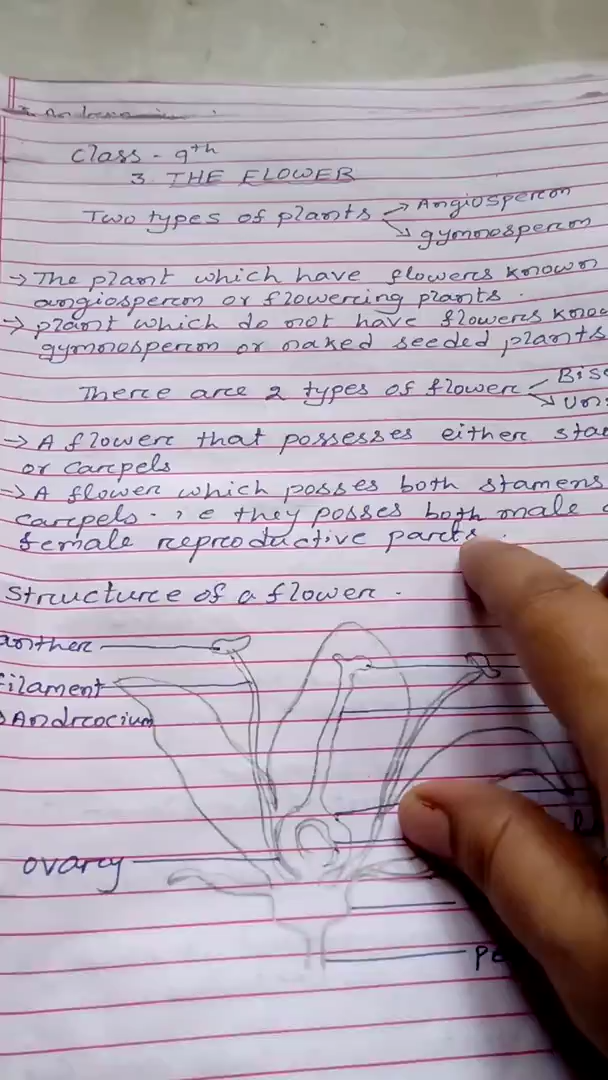 Class - 9th
3. THE FLOWER
Two types of plants → Angiosperm
↘ gymnosperm
→ The plant which have flowers known
angiosperm or flowering plants.
→ plant which do not have flowers
gymnosperm or naked seeded plants
There are 2 types of flower
→ A flower that possesses either
or carpels
→ A flower which posses both stamens
carpels. i.e they posses both male
female reproductive parts.
Structure of a flower.
anther
filament
Androcium
ovary